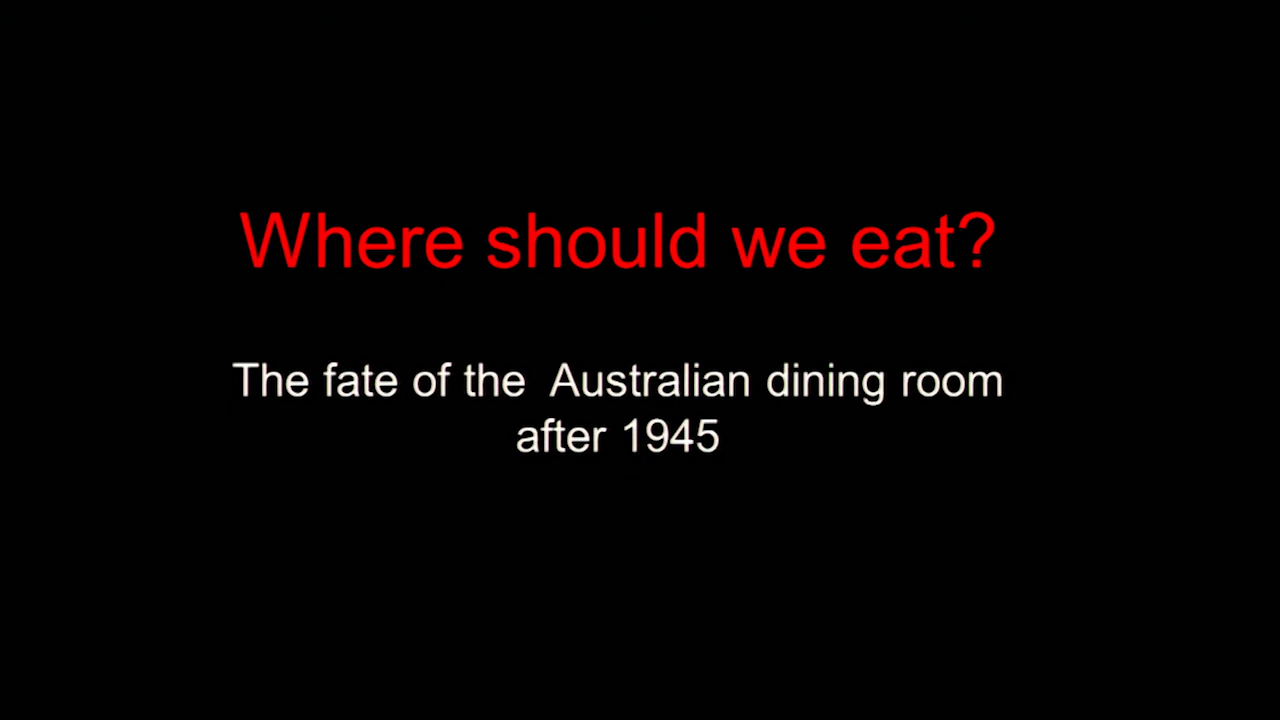 Where should we eat?
The fate of the  Australian dining room
after 1945